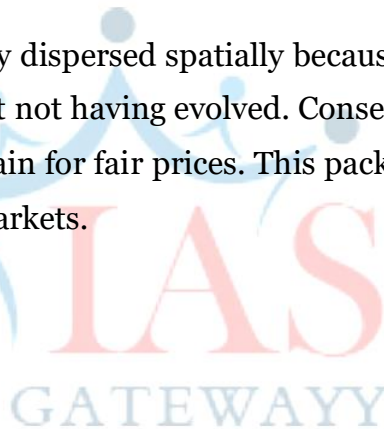 y dispersed spatially becaus
t not having evolved. Conse
ain for fair prices. This pack
arkets.
IAS
GATEWAYY